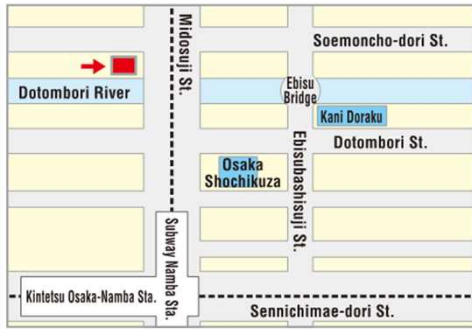 Midosuji St.
Soemoncho-dori St.
Dotombori River
Ebisu
Bridge
Kani Doraku
Dotombori St.
Ebisubashisuji St.
Osaka
Shochikuza
Subway Namba Sta.
Kintetsu Osaka-Namba Sta.
Sennichimae-dori St.